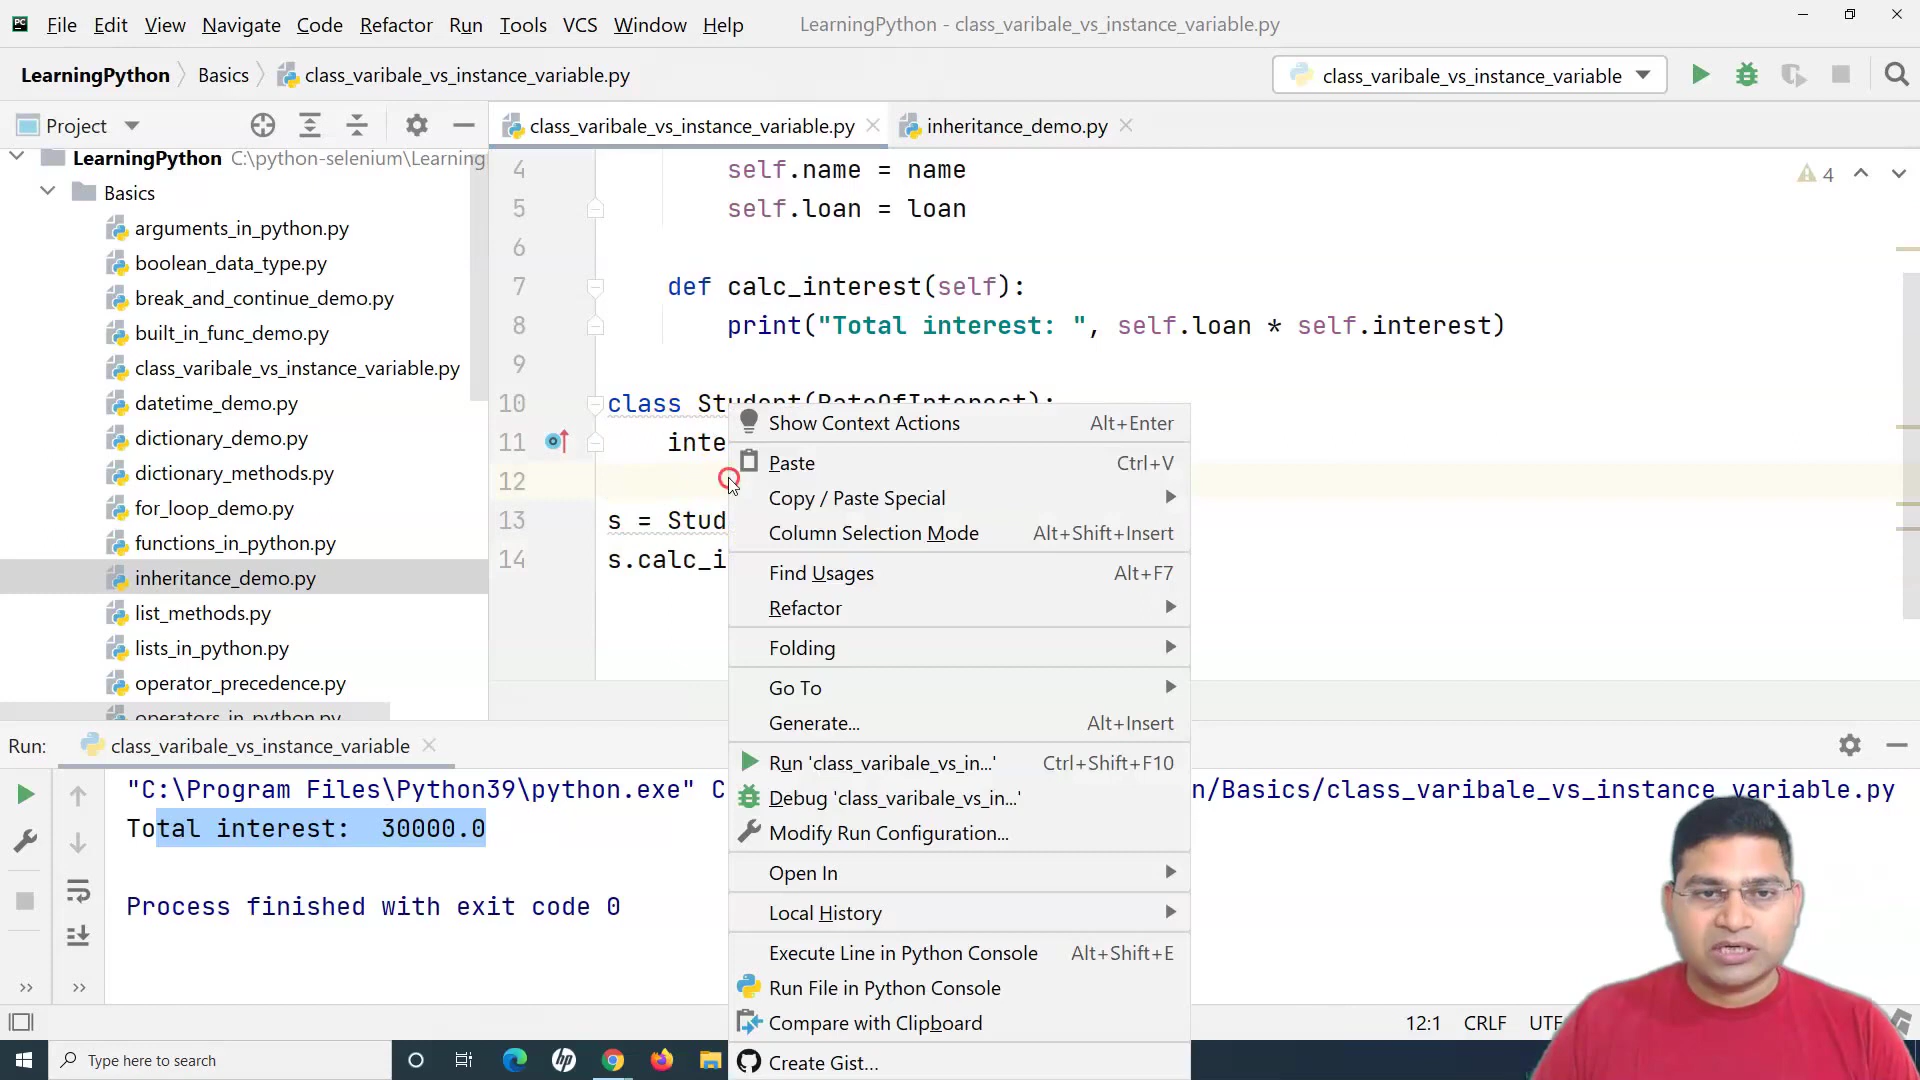 File Edit View Navigate Code Refactor Run Tools VCS Window Help LearningPython - class_varibale_vs_instance_variable.py
LearningPython Basics class_varibale_vs_instance_variable.py class_varibale_vs_instance_variable
Project class_varibale_vs_instance_variable.py inheritance_demo.py
LearningPython C:\python-selenium\Learning
Basics
arguments_in_python.py
boolean_data_type.py
break_and_continue_demo.py
built_in_func_demo.py
class_varibale_vs_instance_variable.py
datetime_demo.py
dictionary_demo.py
dictionary_methods.py
for_loop_demo.py
functions_in_python.py
inheritance_demo.py
list_methods.py
lists_in_python.py
operator_precedence.py
operators_in_python.py
4 self.name = name
4
5 self.loan = loan
6
7 def calc_interest(self):
8 print("Total interest: ", self.loan * self.interest)
9
10 class Student(RateOfInterest):
11 inte
12
13 s = Stud
14 s.calc_i
Show Context Actions Alt+Enter
Paste Ctrl+V
Copy / Paste Special
Column Selection Mode Alt+Shift+Insert
Find Usages Alt+F7
Refactor
Folding
Go To
Generate... Alt+Insert
Run 'class_varibale_vs_in...' Ctrl+Shift+F10
Debug 'class_varibale_vs_in...'
Modify Run Configuration...
Open In
Local History
Execute Line in Python Console Alt+Shift+E
Run File in Python Console
Compare with Clipboard
Create Gist...
Run: class_varibale_vs_instance_variable
"C:\Program Files\Python39\python.exe" C n/Basics/class_varibale_vs_instance_variable.py
Total interest:  30000.0
Process finished with exit code 0
12:1 CRLF UTF
Type here to search